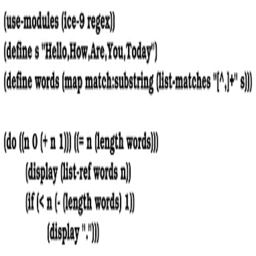 (use-modules (ice-9 regex))
(define s "Hello,How,Are,You,Today")
(define words (map match:substring (list-matches "[^,]+" s)))
(do ((n 0 (+ n 1))) ((= n (length words)))
(display (list-ref words n))
(if (< n (- (length words) 1))
(display ".")))